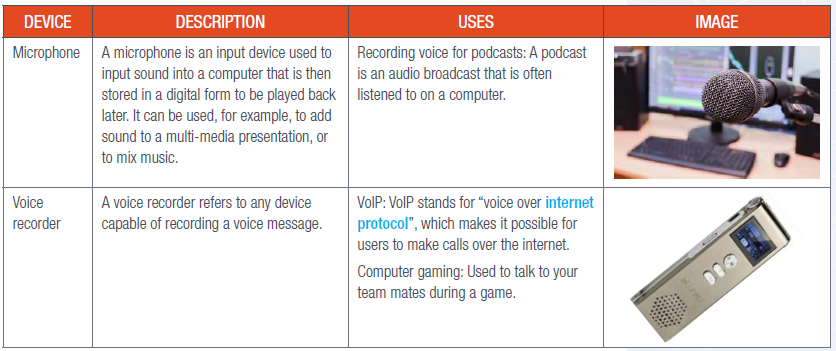 DEVICE DESCRIPTION USES IMAGE
Microphone
A microphone is an input device used to
input sound into a computer that is then
stored in a digital form to be played back
later. It can be used, for example, to add
sound to a multi-media presentation, or
to mix music.
Recording voice for podcasts: A podcast
is an audio broadcast that is often
listened to on a computer.
Voice
recorder
A voice recorder refers to any device
capable of recording a voice message.
VoIP: VoIP stands for “voice over internet
protocol”, which makes it possible for
users to make calls over the internet.
Computer gaming: Used to talk to your
team mates during a game.